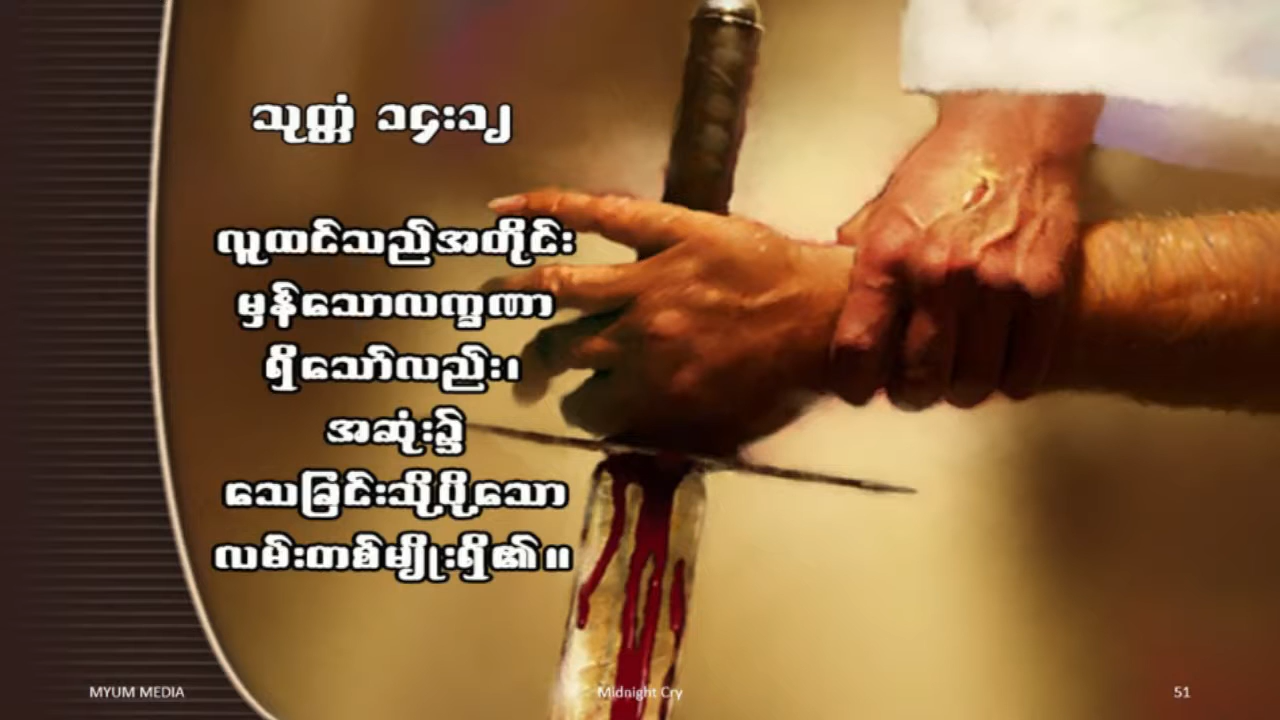 သုတ္တံ ၁၄း၁၂
လူထင်သည်အတိုင်း
မှန်သောလက္ခဏာ
ရှိသော်လည်း၊
အဆုံး၌
သေခြင်းသို့ပို့သော
လမ်းတစ်မျိုးရှိ၏။
MYUM MEDIA
Midnight Cry
51